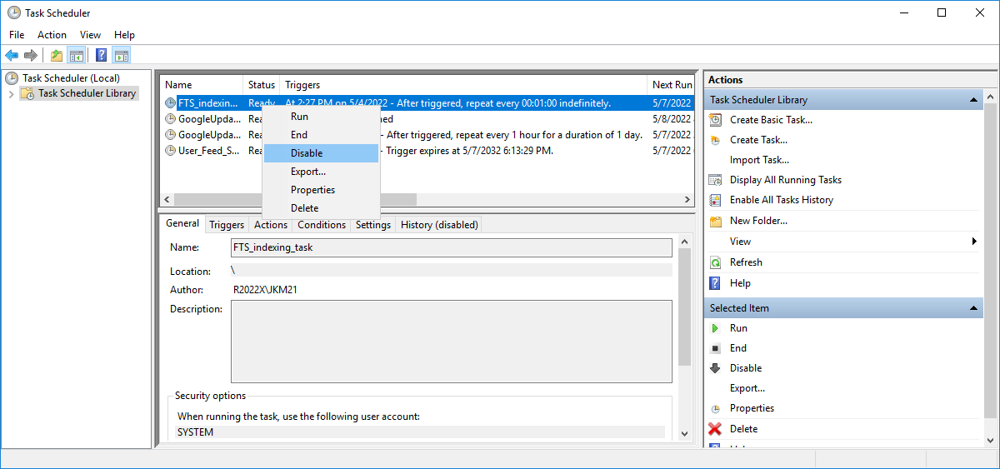 Task Scheduler
File Action View Help
Task Scheduler (Local)
Task Scheduler Library
Name Status Triggers Next Run
FTS_indexin... Ready At 2:27 PM on 5/4/2022 - After triggered, repeat every 00:01:00 indefinitely. 5/7/2022
GoogleUpda... Rea ned 5/8/2022
GoogleUpda... Rea - After triggered, repeat every 1 hour for a duration of 1 day. 5/7/2022
User_Feed_S... Rea - Trigger expires at 5/7/2032 6:13:29 PM. 5/7/2022
Run
End
Disable
Export...
Properties
Delete
General Triggers Actions Conditions Settings History (disabled)
Name: FTS_indexing_task
Location: \
Author: R2022X\JKM21
Description:
Security options
When running the task, use the following user account:
SYSTEM
Actions
Task Scheduler Library
Create Basic Task...
Create Task...
Import Task...
Display All Running Tasks
Enable All Tasks History
New Folder...
View
Refresh
Help
Selected Item
Run
End
Disable
Export...
Properties
Delete